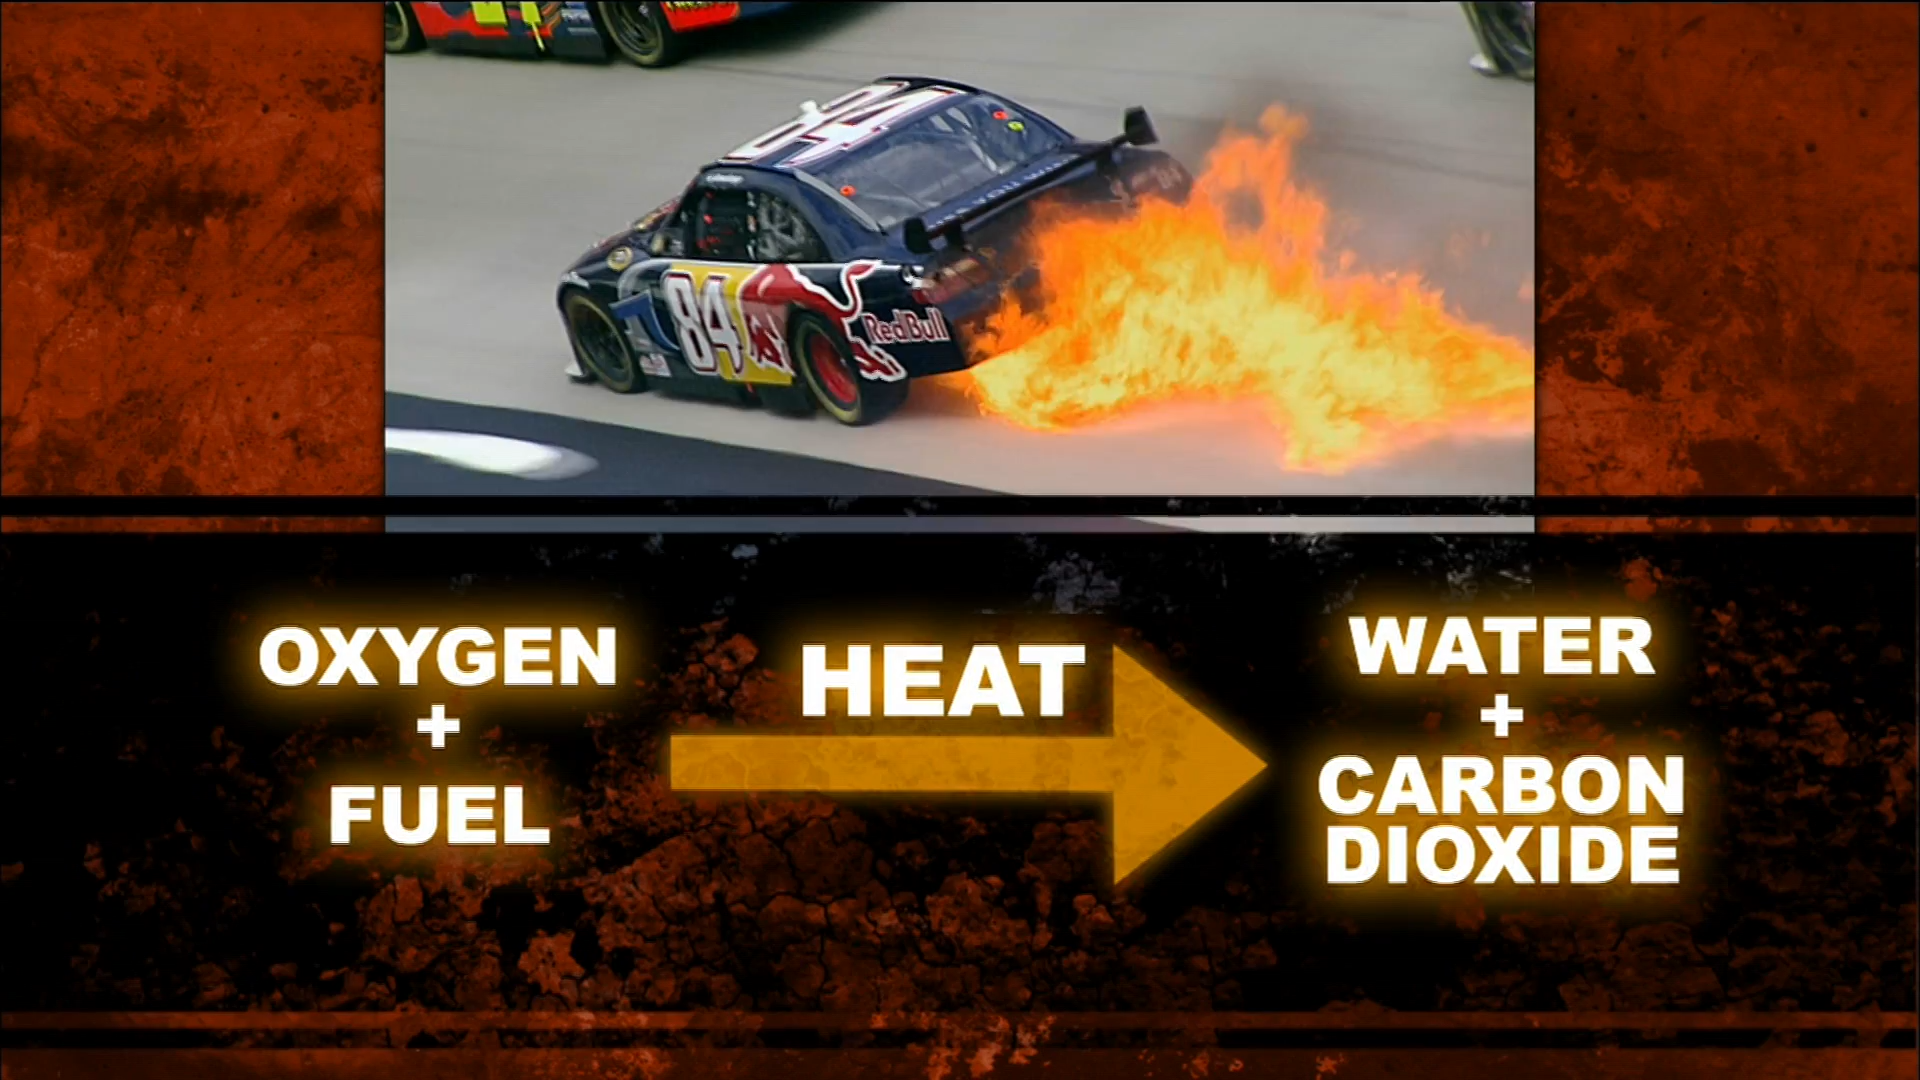 84
84
RedBull
OXYGEN
+
FUEL
HEAT
WATER
+
CARBON
DIOXIDE